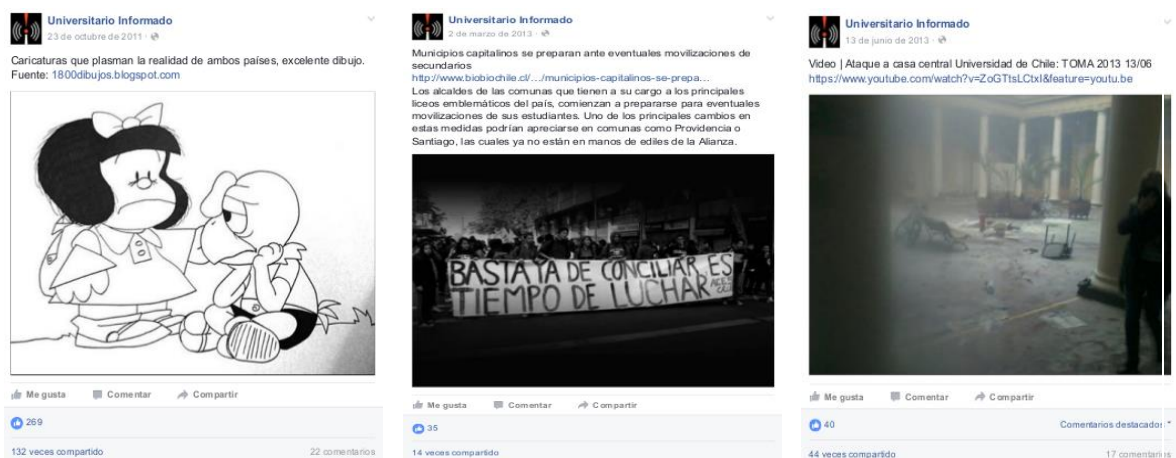 Universitario Informado
23 de octubre de 2011 ·
Caricaturas que plasman la realidad de ambos países, excelente dibujo.
Fuente: 1800dibujos.blogspot.com
Me gusta Comentar Compartir
269
132 veces compartido 22 comentarios
Universitario Informado
2 de marzo de 2013 ·
Municipios capitalinos se preparan ante eventuales movilizaciones de
secundarios
http://www.biobiochile.cl/.../municipios-capitalinos-se-prepa...
Los alcaldes de las comunas que tienen a su cargo a los principales
liceos emblemáticos del país, comienzan a prepararse para eventuales
movilizaciones de sus estudiantes. Uno de los principales cambios en
estas medidas podrían apreciarse en comunas como Providencia o
Santiago, las cuales ya no están en manos de ediles de la Alianza.
BASTA YA DE CONCILIAR, ES
TIEMPO DE LUCHAR
Me gusta Comentar Compartir
35
14 veces compartido
Universitario Informado
13 de junio de 2013 ·
Video | Ataque a casa central Universidad de Chile: TOMA 2013 13/06
https://www.youtube.com/watch?v=ZoGTtsLCtxI&feature=youtu.be
Me gusta Comentar Compartir
40 Comentarios destacados
44 veces compartido 17 comentarios